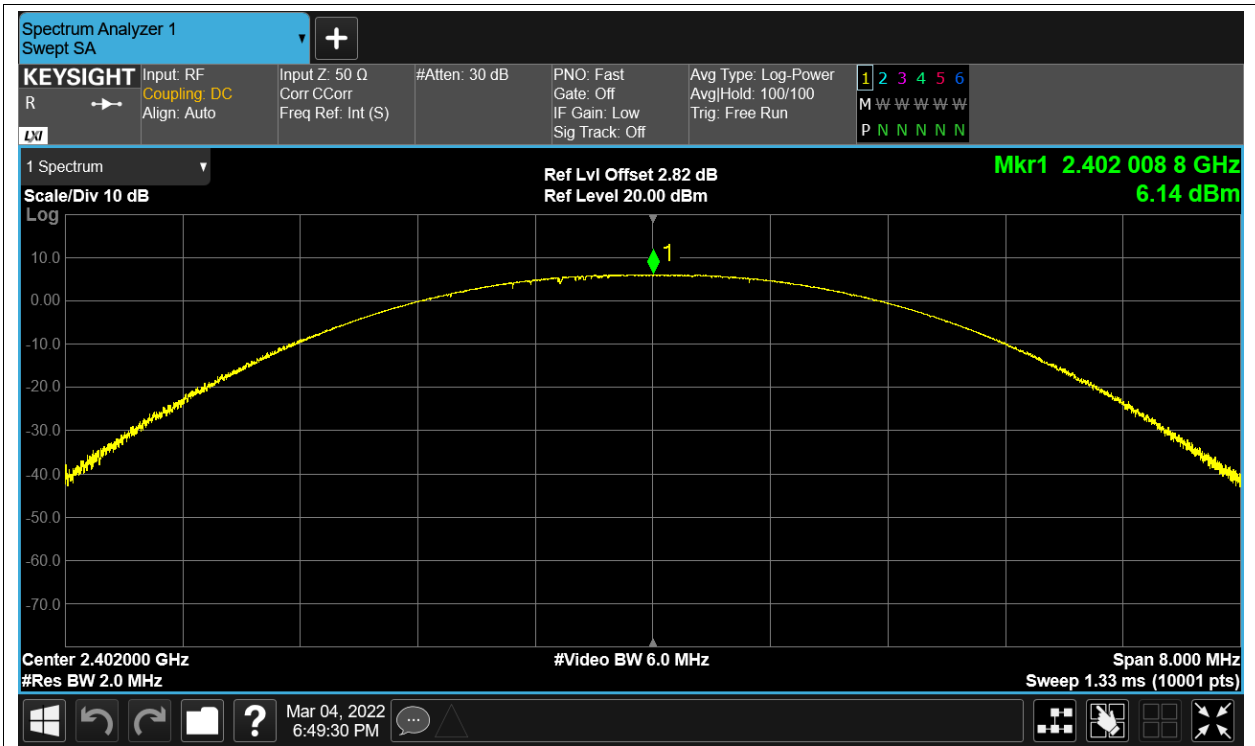 Spectrum Analyzer 1
Swept SA
KEYSIGHT
R
LXI
Input: RF
Coupling: DC
Align: Auto
Input Z: 50 Ω
Corr CCorr
Freq Ref: Int (S)
#Atten: 30 dB
PNO: Fast
Gate: Off
IF Gain: Low
Sig Track: Off
Avg Type: Log-Power
Avg|Hold: 100/100
Trig: Free Run
1 2 3 4 5 6
M W W W W W
P N N N N N
1 Spectrum
Scale/Div 10 dB
Log
Ref Lvl Offset 2.82 dB
Ref Level 20.00 dBm
Mkr1 2.402 008 8 GHz
6.14 dBm
1
10.0
0.00
-10.0
-20.0
-30.0
-40.0
-50.0
-60.0
-70.0
Center 2.402000 GHz
#Res BW 2.0 MHz
#Video BW 6.0 MHz
Span 8.000 MHz
Sweep 1.33 ms (10001 pts)
?
Mar 04, 2022
6:49:30 PM